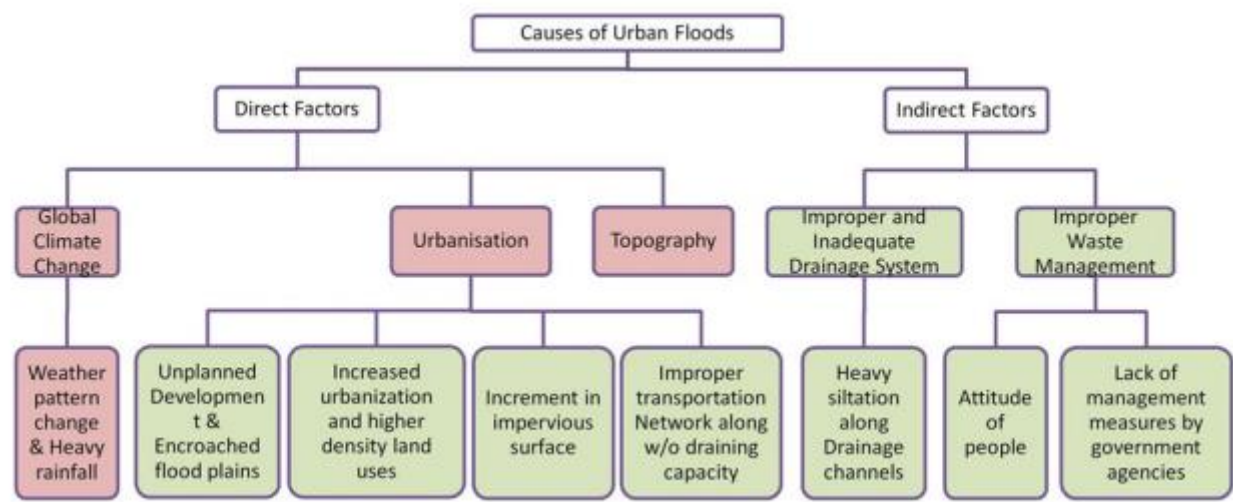 Causes of Urban Floods
Direct Factors
Indirect Factors
Global
Climate
Change
Urbanisation
Topography
Improper and
Inadequate
Drainage System
Improper
Waste
Management
Weather
pattern
change
& Heavy
rainfall
Unplanned
Developmen
t &
Encroached
flood plains
Increased
urbanization
and higher
density land
uses
Increment in
impervious
surface
Improper
transportation
Network along
w/o draining
capacity
Heavy
siltation
along
Drainage
channels
Attitude
of
people
Lack of
management
measures by
government
agencies